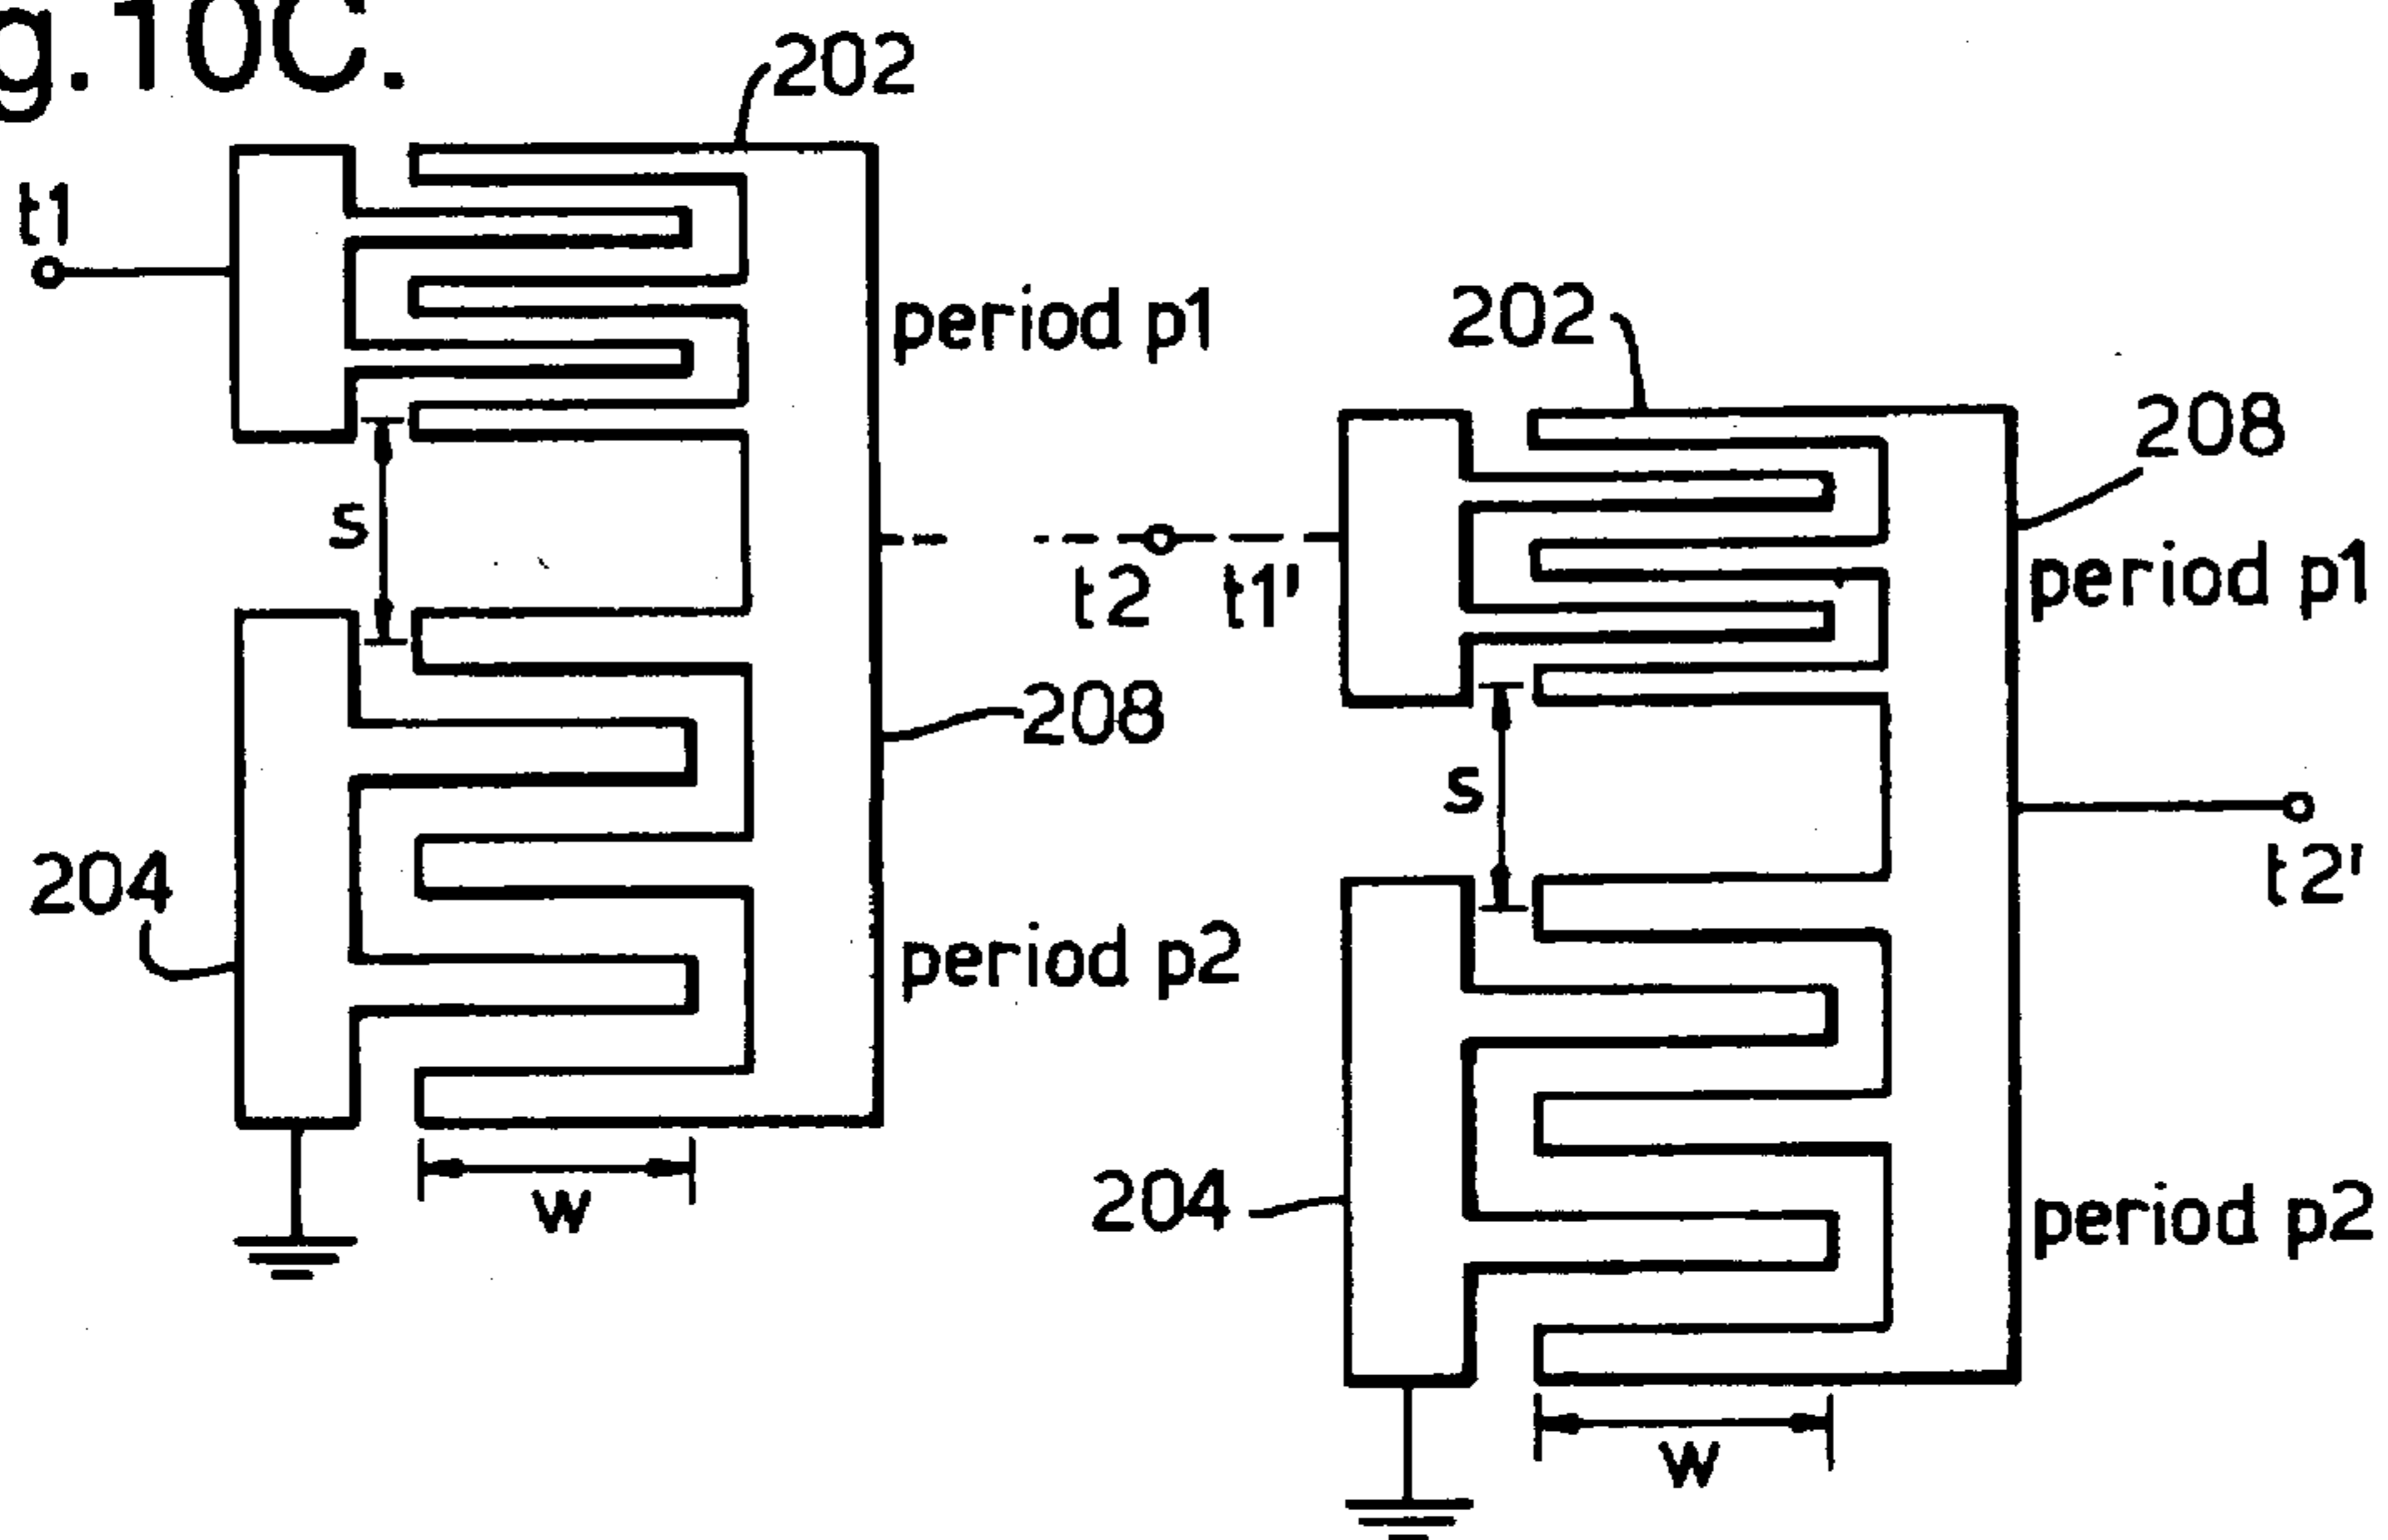 g.10C.
202
t1
period p1
s
202
208
period p1
t2 t1'
208
s
t2'
204
period p2
204
w
period p2
w